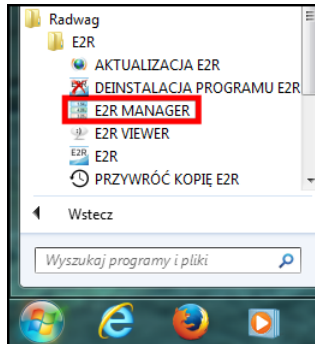 Radwag
E2R
AKTUALIZACJA E2R
DEINSTALACJA PROGRAMU E2R
E2R MANAGER
E2R VIEWER
E2R
E2R
PRZYWRÓĆ KOPIĘ E2R
Wstecz
Wyszukaj programy i pliki